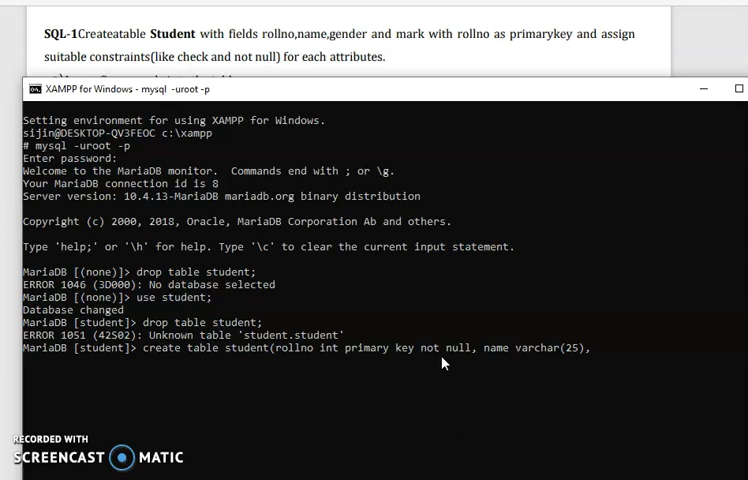 SQL-1Createatable Student with fields rollno,name,gender and mark with rollno as primarykey and assign
suitable constraints(like check and not null) for each attributes.
XAMPP for Windows - mysql -uroot -p
Setting environment for using XAMPP for Windows.
sijin@DESKTOP-QV3FEOC c:\xampp
# mysql -uroot -p
Enter password:
Welcome to the MariaDB monitor.  Commands end with ; or \g.
Your MariaDB connection id is 8
Server version: 10.4.13-MariaDB mariadb.org binary distribution
Copyright (c) 2000, 2018, Oracle, MariaDB Corporation Ab and others.
Type 'help;' or '\h' for help. Type '\c' to clear the current input statement.
MariaDB [(none)]> drop table student;
ERROR 1046 (3D000): No database selected
MariaDB [(none)]> use student;
Database changed
MariaDB [student]> drop table student;
ERROR 1051 (42S02): Unknown table 'student.student'
MariaDB [student]> create table student(rollno int primary key not null, name varchar(25),
RECORDED WITH
SCREENCAST MATIC